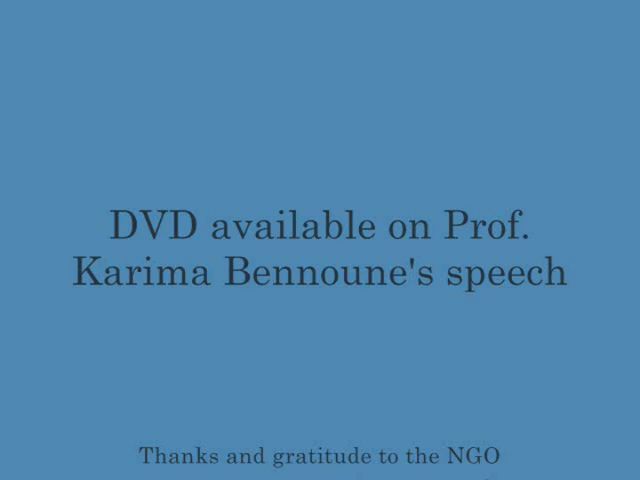 DVD available on Prof.
Karima Bennoune's speech
Thanks and gratitude to the NGO